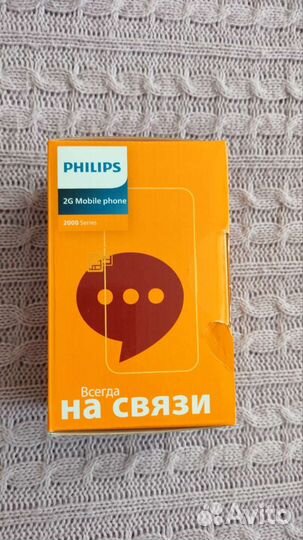 PHILIPS
2G Mobile phone
2000 Series
Всегда
на связи
Avito